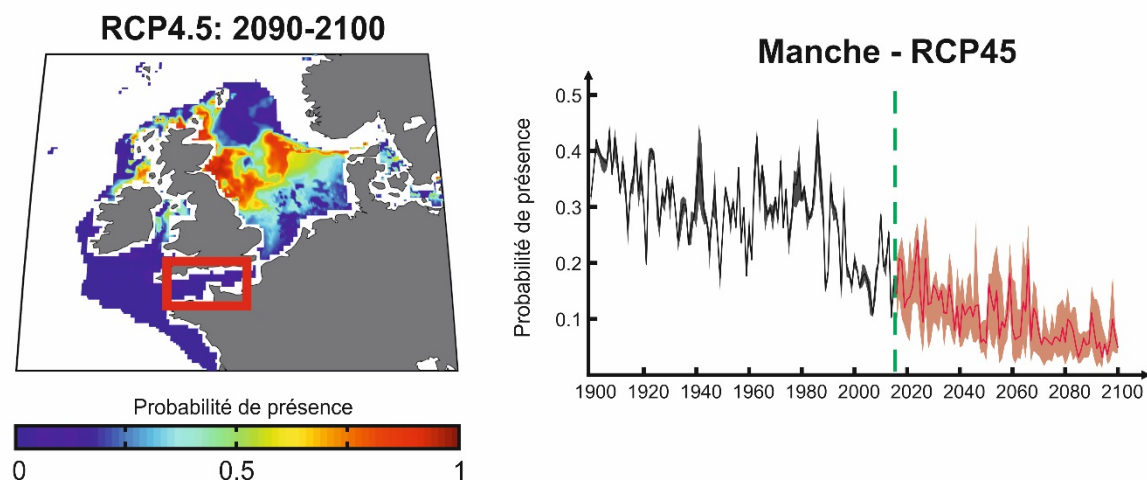 RCP4.5: 2090-2100
Probabilité de présence
0 0.5 1
Manche - RCP45
Probabilité de présence
0.5
0.4
0.3
0.2
0.1
1900 1920 1940 1960 1980 2000 2020 2040 2060 2080 2100